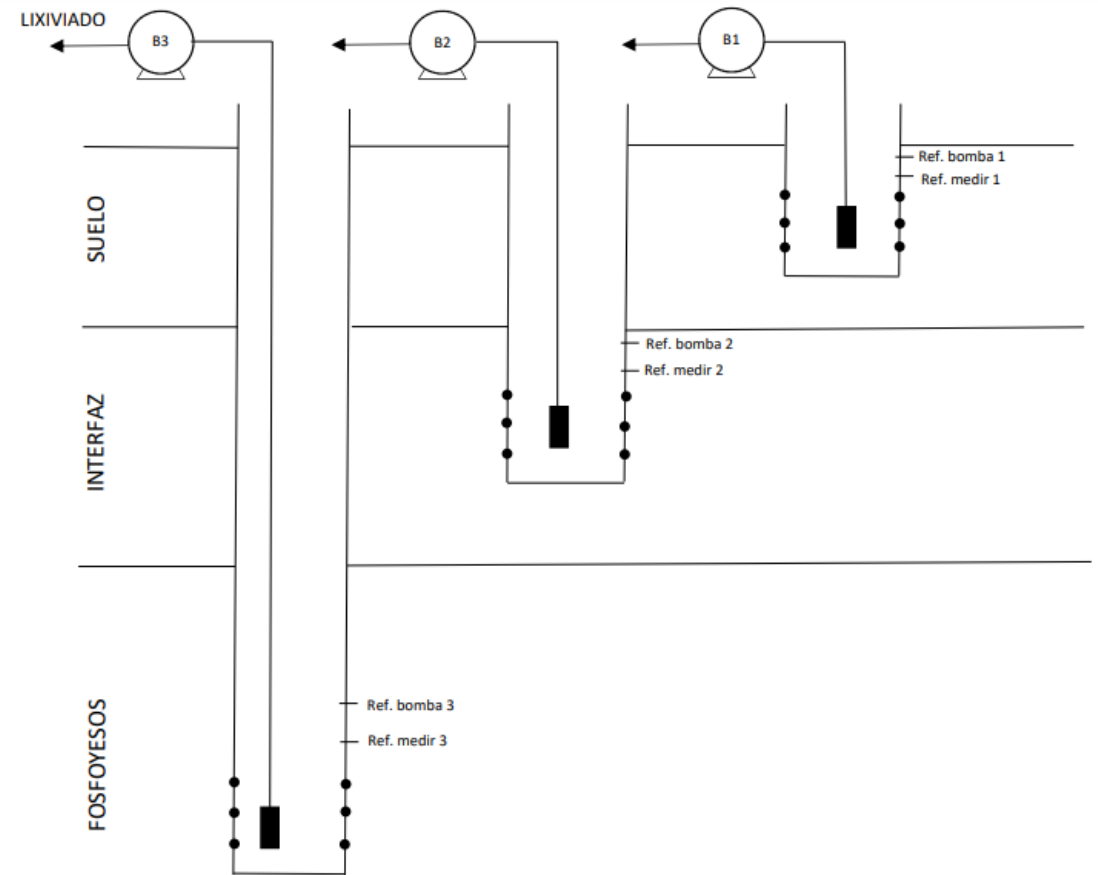 LIXIVIADO
B3
B2
B1
Ref. bomba 1
Ref. medir 1
SUELO
Ref. bomba 2
Ref. medir 2
INTERFAZ
Ref. bomba 3
Ref. medir 3
FOSFOYESOS